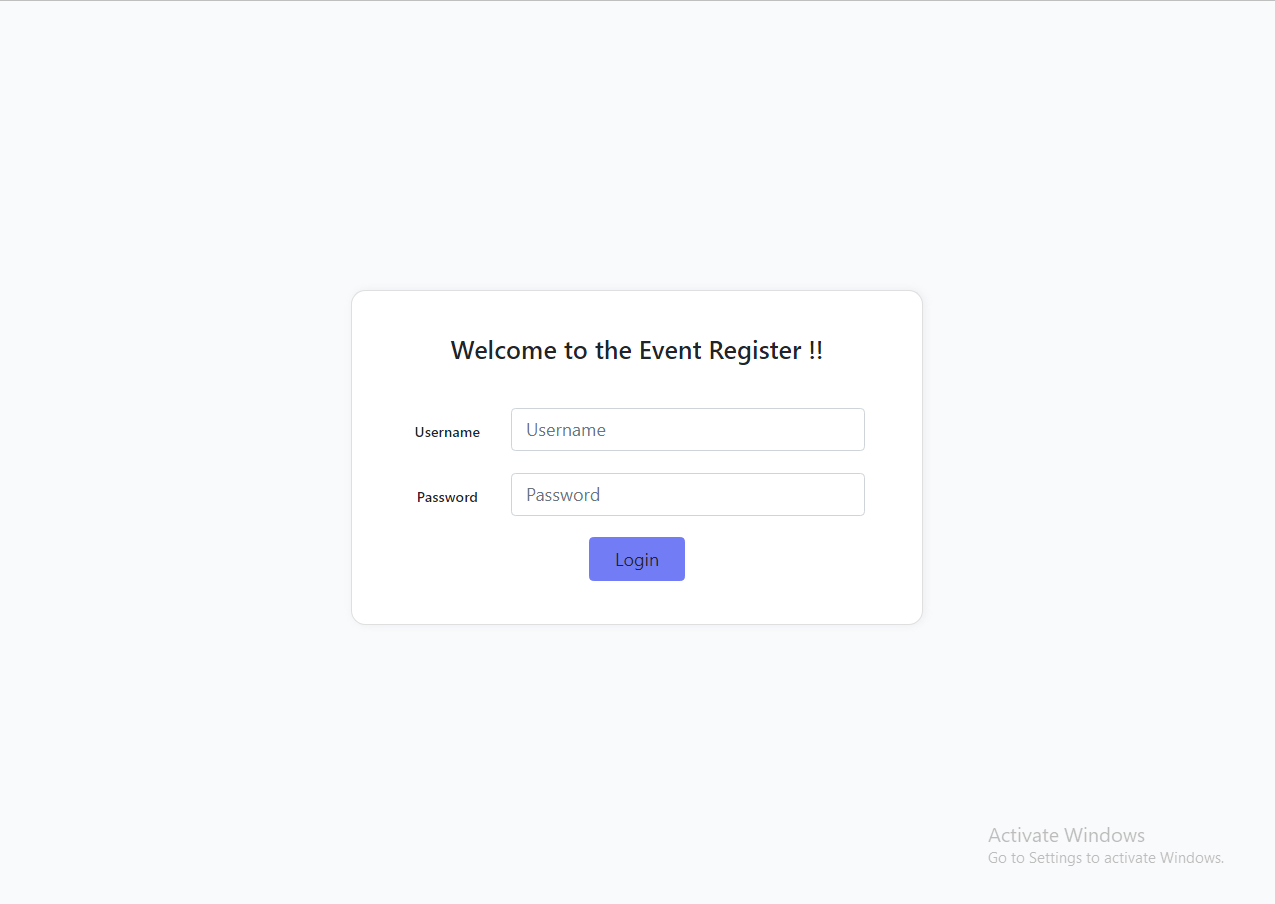 Welcome to the Event Register !!
Username Username
Password Password
Login
Activate Windows
Go to Settings to activate Windows.